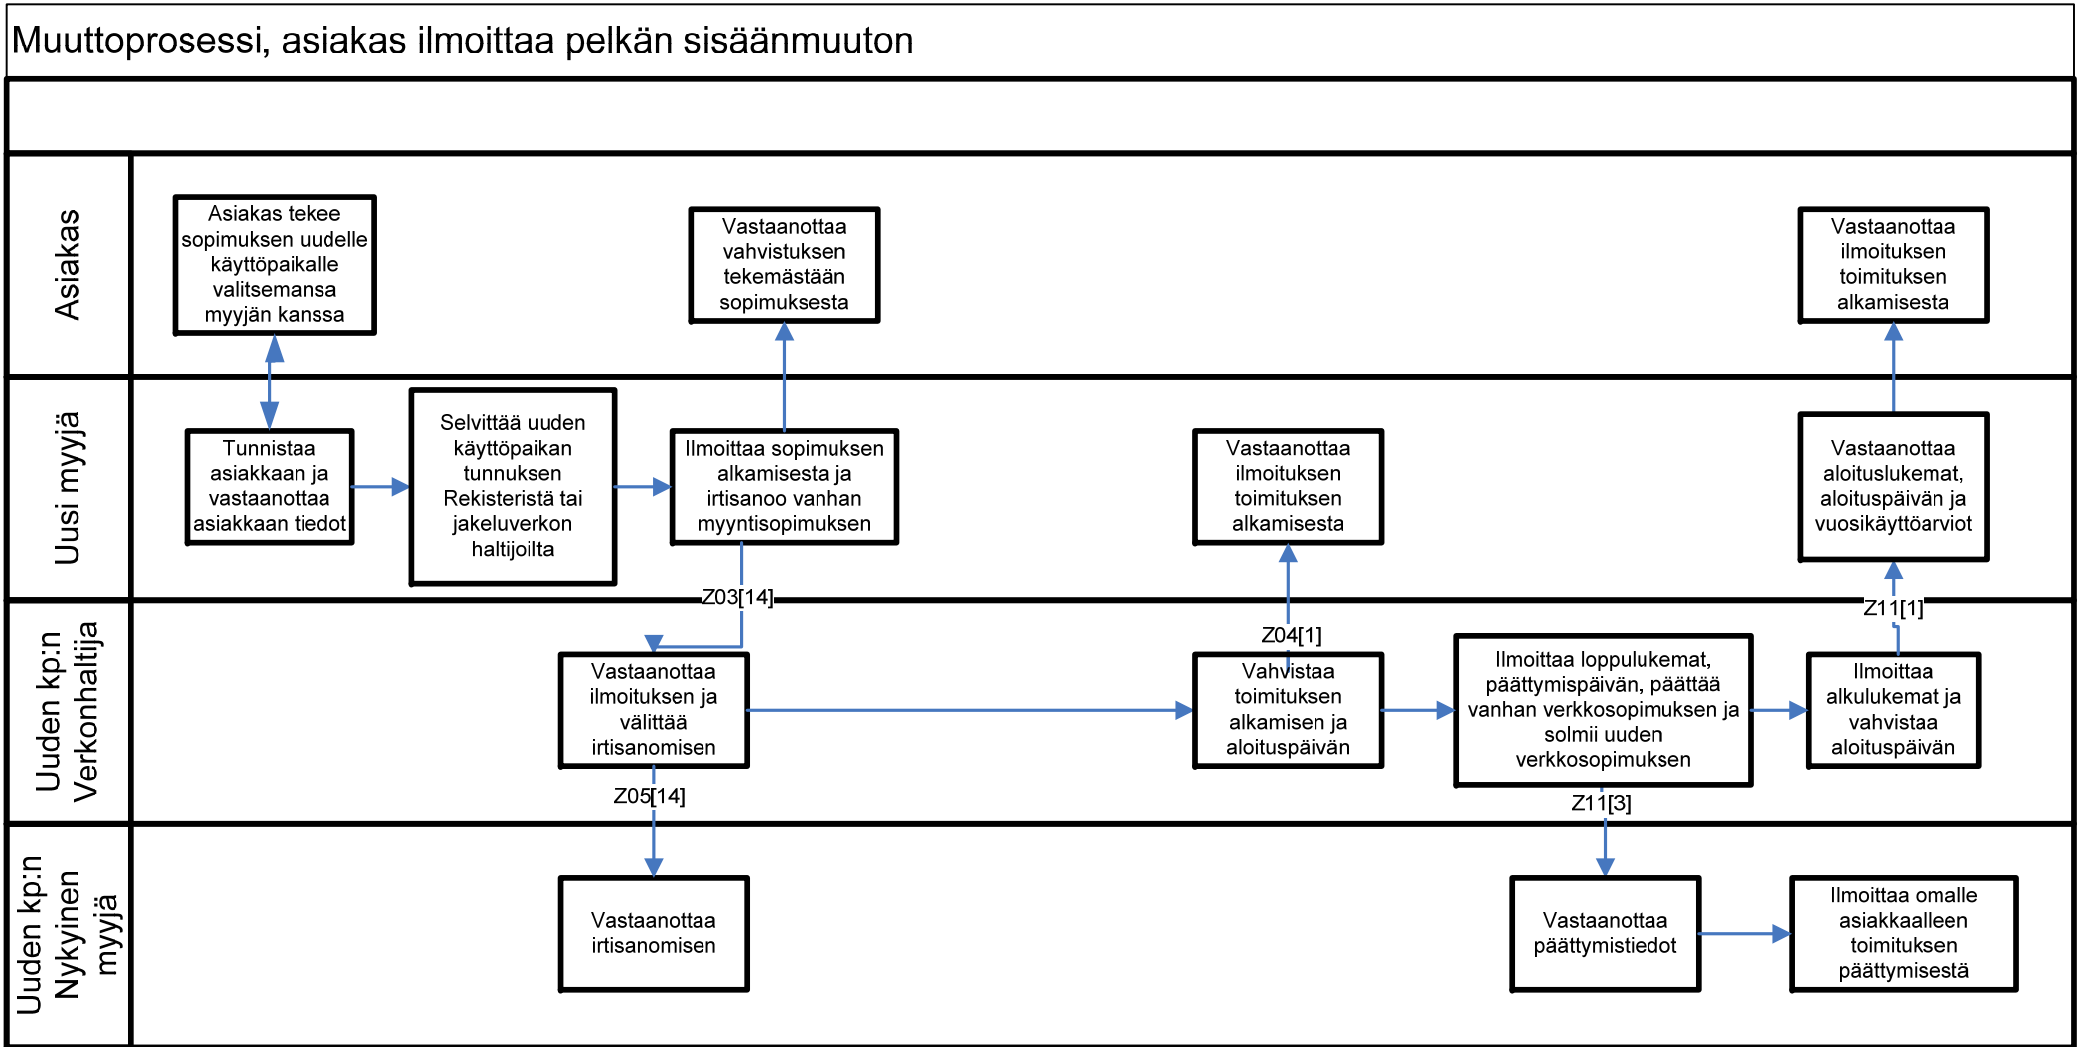 Muuttoprosessi, asiakas ilmoittaa pelkän sisäänmuuton
Asiakas
Asiakas tekee
sopimuksen uudelle
käyttöpaikalle
valitsemansa
myyjän kanssa
Vastaanottaa
vahvistuksen
tekemästään
sopimuksesta
Vastaanottaa
ilmoituksen
toimituksen
alkamisesta
Uusi myyjä
Tunnistaa
asiakkaan ja
vastaanottaa
asiakkaan tiedot
Selvittää uuden
käyttöpaikan
tunnuksen
Rekisteristä tai
jakeluverkon
haltijoilta
Ilmoittaa sopimuksen
alkamisesta ja
irtisanoo vanhan
myyntisopimuksen
Vastaanottaa
ilmoituksen
toimituksen
alkamisesta
Vastaanottaa
aloituslukemat,
aloituspäivän ja
vuosikäyttöarviot
Z03[14]
Z04[1]
Z11[1]
Uuden kp:n
Verkonhaltija
Vastaanottaa
ilmoituksen ja
välittää
irtisanomisen
Vahvistaa
toimituksen
alkamisen ja
aloituspäivän
Ilmoittaa loppulukemat,
päättymispäivän, päättää
vanhan verkkosopimuksen ja
solmii uuden
verkkosopimuksen
Ilmoittaa
alkulukemat ja
vahvistaa
aloituspäivän
Z05[14]
Z11[3]
Uuden kp:n
Nykyinen
myyjä
Vastaanottaa
irtisanomisen
Vastaanottaa
päättymistiedot
Ilmoittaa omalle
asiakkaalleen
toimituksen
päättymisestä